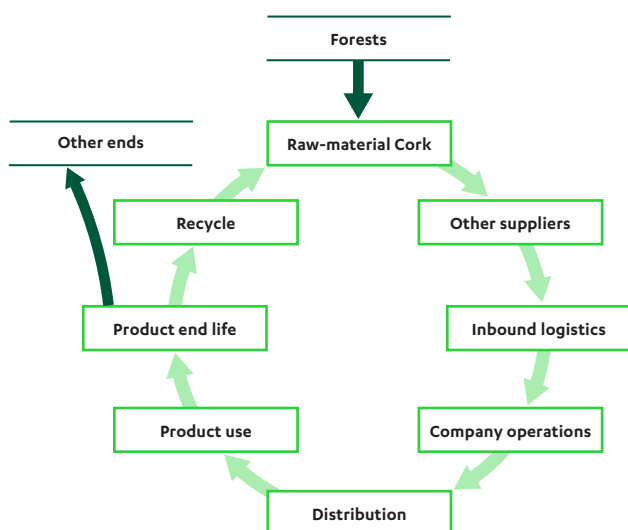 Forests
Other ends
Raw-material Cork
Recycle
Other suppliers
Product end life
Inbound logistics
Product use
Company operations
Distribution